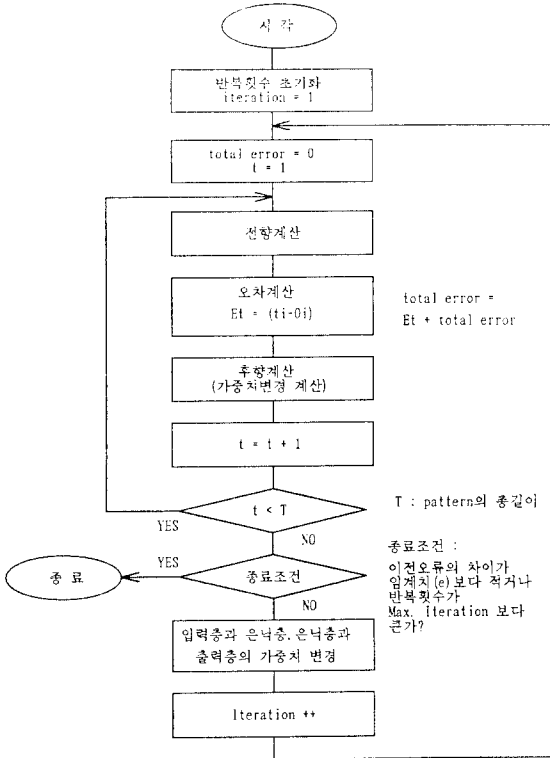 시 작
반복횟수 초기화
iteration = 1
total error = 0
t = 1
전향계산
오차계산
Et = (ti-Oi)
total error =
Et + total error
후향계산
(가중치변경 계산)
t = t + 1
t < T
T : pattern의 총길이
YES
NO
종료조건 :
이전오류의 차이가
임계치(e)보다 적거나
반복횟수가
Max. Iteration 보다
큰가?
YES
종 료
종료조건
NO
입력층과 은닉층, 은닉층과
출력층의 가중치 변경
Iteration ++